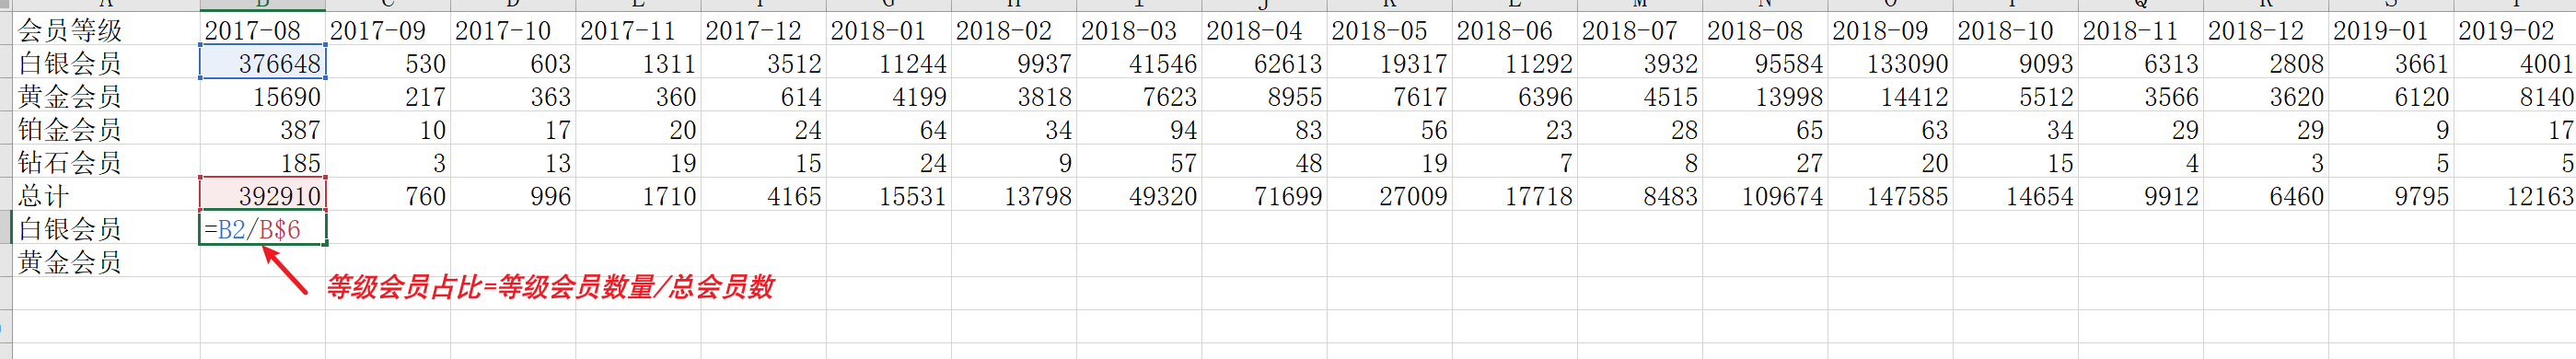 会员等级 2017-08 2017-09 2017-10 2017-11 2017-12 2018-01 2018-02 2018-03 2018-04 2018-05 2018-06 2018-07 2018-08 2018-09 2018-10 2018-11 2018-12 2019-01 2019-02
白银会员 376648 530 603 1311 3512 11244 9937 41546 62613 19317 11292 3932 95584 133090 9093 6313 2808 3661 4001
黄金会员 15690 217 363 360 614 4199 3818 7623 8955 7617 6396 4515 13998 14412 5512 3566 3620 6120 8140
铂金会员 387 10 17 20 24 64 34 94 83 56 23 28 65 63 34 29 29 9 17
钻石会员 185 3 13 19 15 24 9 57 48 19 7 8 27 20 15 4 3 5 5
总计 392910 760 996 1710 4165 15531 13798 49320 71699 27009 17718 8483 109674 147585 14654 9912 6460 9795 12163
白银会员 =B2/B$6
黄金会员
等级会员占比=等级会员数量/总会员数